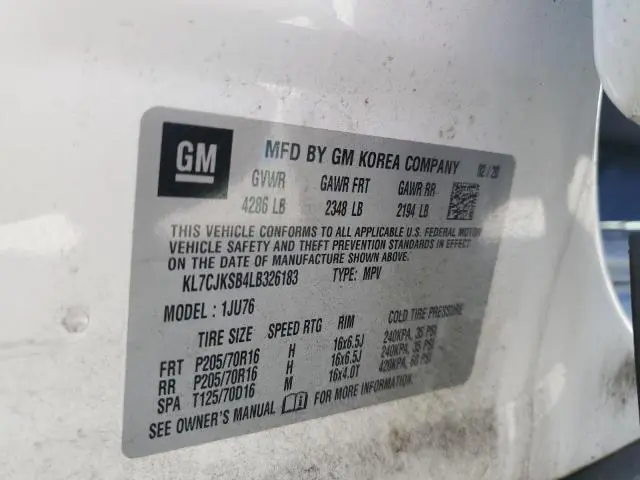 GM
MFD BY GM KOREA COMPANY 02/20
GVWR GAWR FRT GAWR RR
4286 LB 2348 LB 2194 LB
THIS VEHICLE CONFORMS TO ALL APPLICABLE U.S. FEDERAL MOTOR
VEHICLE SAFETY AND THEFT PREVENTION STANDARDS IN EFFECT
ON THE DATE OF MANUFACTURE SHOWN ABOVE.
KL7CJKSB4LB326183 TYPE: MPV
MODEL: 1JU76
TIRE SIZE SPEED RTG RIM COLD TIRE PRESSURE
FRT P205/70R16 H 16x6.5J 240KPA, 35 PSI
RR P205/70R16 H 16x6.5J 240KPA, 35 PSI
SPA T125/70D16 M 16x4.0T 420KPA, 60 PSI
SEE OWNER'S MANUAL FOR MORE INFORMATION.